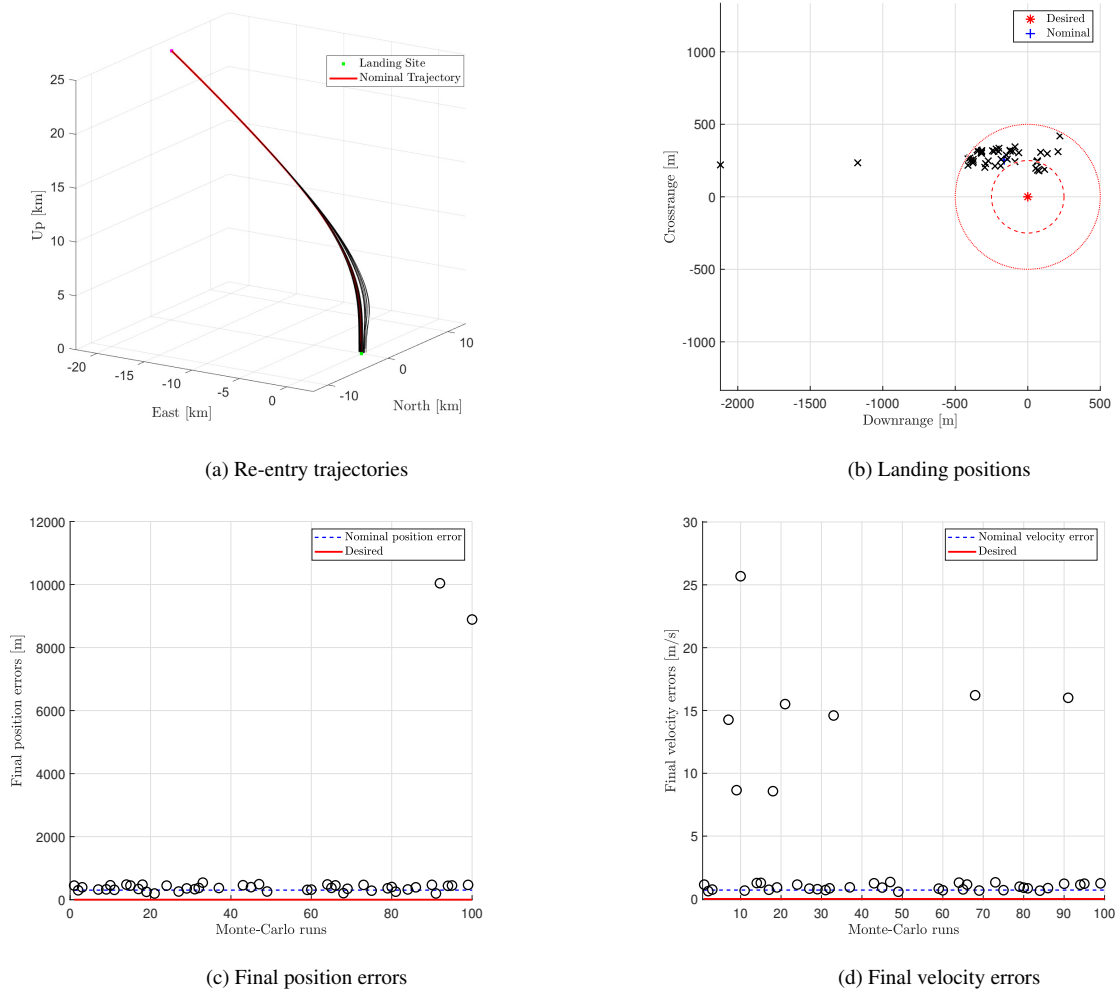 Landing Site
Nominal Trajectory
25
20
15
10
5
0
Up [km]
-20
-15
-10
-5
0
East [km]
-10
0
10
North [km]
(a) Re-entry trajectories
Desired
Nominal
1000
500
0
-500
-1000
Crossrange [m]
-2000 -1500 -1000 -500 0 500
Downrange [m]
(b) Landing positions
Nominal position error
Desired
12000
10000
8000
6000
4000
2000
0
Final position errors [m]
0 20 40 60 80 100
Monte-Carlo runs
(c) Final position errors
Nominal velocity error
Desired
30
25
20
15
10
5
0
Final velocity errors [m/s]
10 20 30 40 50 60 70 80 90 100
Monte-Carlo runs
(d) Final velocity errors